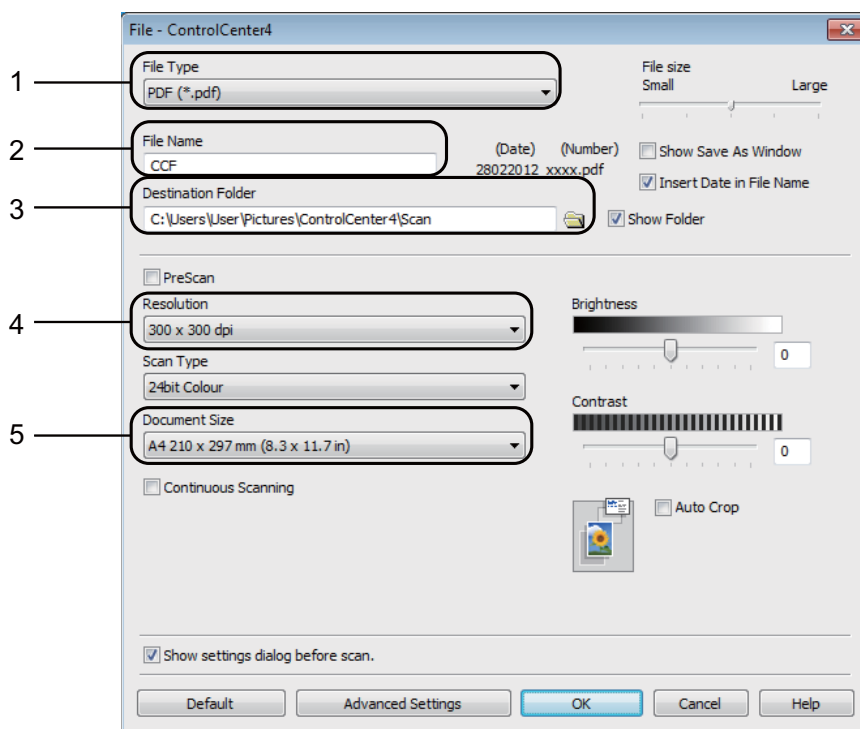 File - ControlCenter4
1
File Type
PDF (*.pdf)
File size
Small Large
2
File Name
CCF
(Date) (Number)
28022012 xxxx.pdf
Show Save As Window
Insert Date in File Name
3
Destination Folder
C:\Users\User\Pictures\ControlCenter4\Scan
Show Folder
PreScan
4
Resolution
300 x 300 dpi
Brightness
0
Scan Type
24bit Colour
Contrast
0
5
Document Size
A4 210 x 297 mm (8.3 x 11.7 in)
Continuous Scanning
Auto Crop
Show settings dialog before scan.
Default Advanced Settings OK Cancel Help